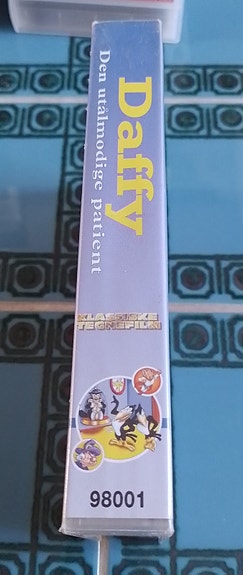 Daffy
Den utålmodige patient
KLASSISKE
TEGNEFILM
98001